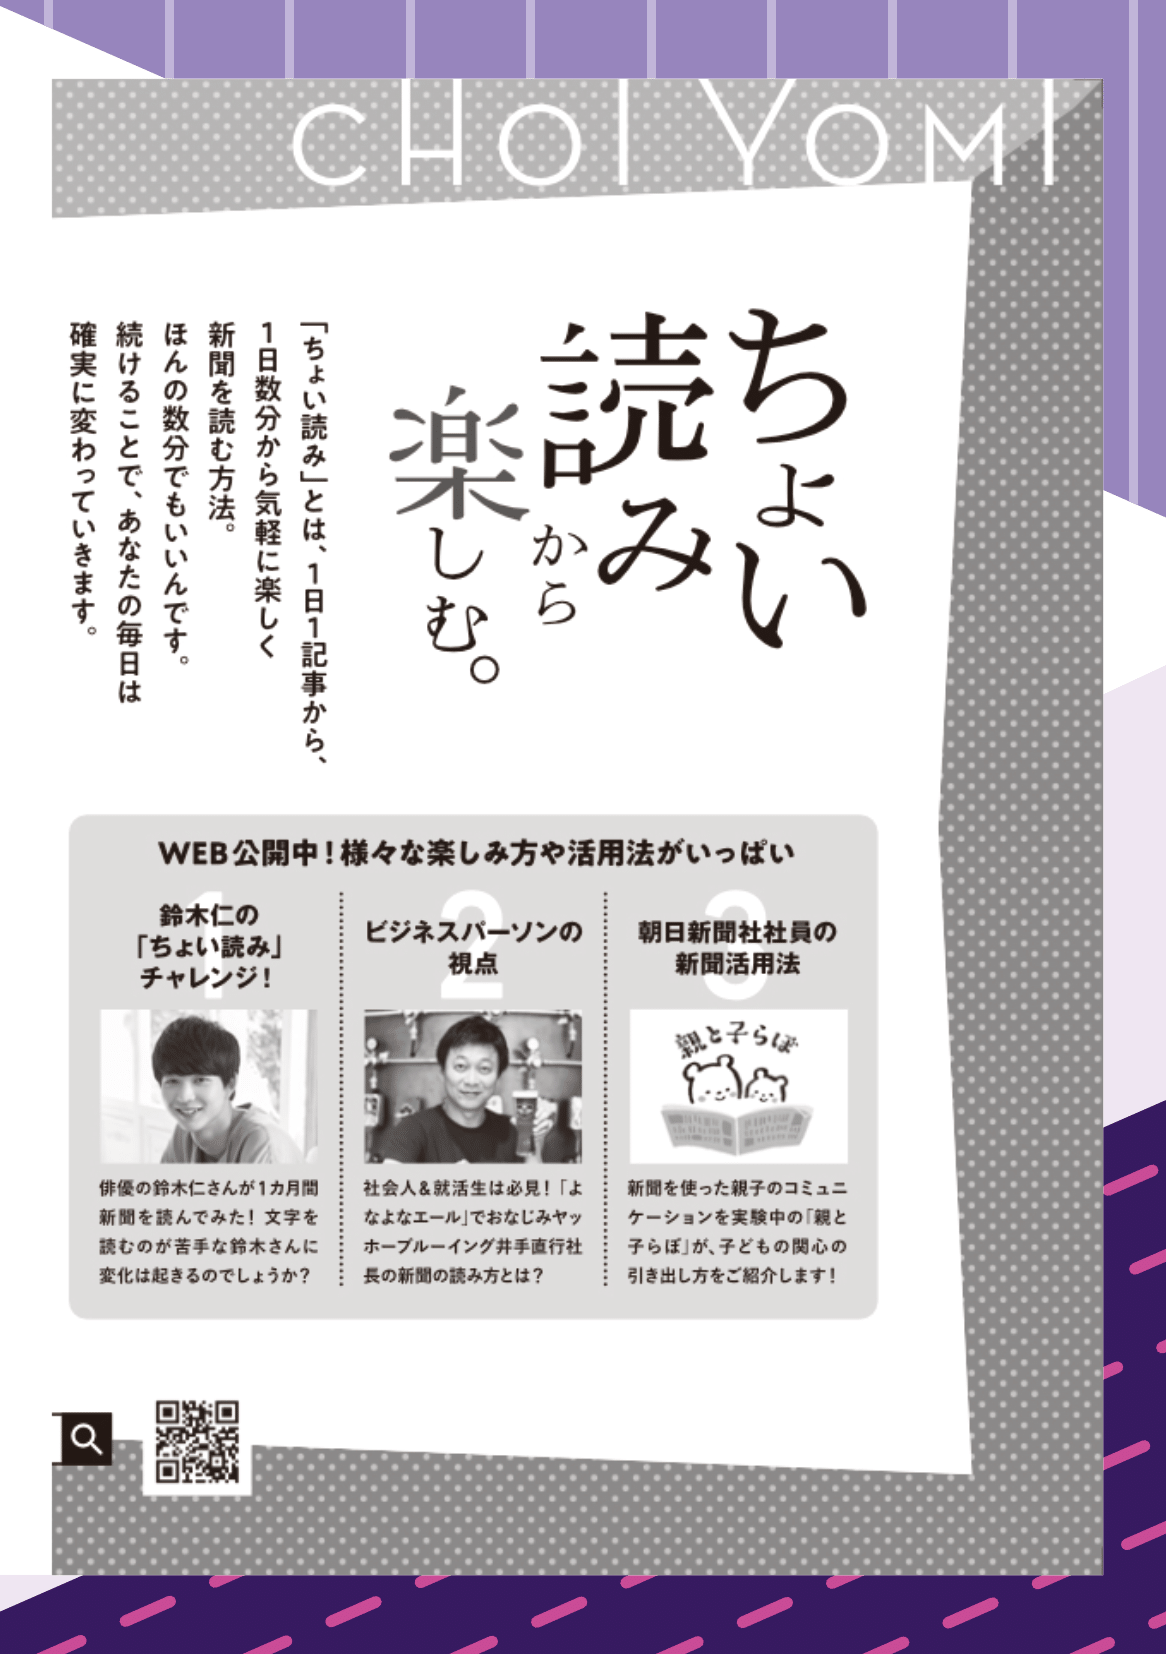 CHOI YOMI
ちょい
読み
から
楽しむ。
「ちょい読み」とは、1日1記事から、
1日数分から気軽に楽しく
新聞を読む方法。
ほんの数分でもいいんです。
続けることで、あなたの毎日は
確実に変わっていきます。
WEB公開中！様々な楽しみ方や活用法がいっぱい
1
鈴木仁の
「ちょい読み」
チャレンジ！
俳優の鈴木仁さんが1カ月間
新聞を読んでみた！文字を
読むのが苦手な鈴木さんに
変化は起きるのでしょうか？
2
ビジネスパーソンの
視点
社会人&就活生は必見！「よ
なよなエール」でおなじみヤッ
ホーブルーイング井手直行社
長の新聞の読み方とは？
3
朝日新聞社社員の
新聞活用法
親と子らぼ
新聞を使った親子のコミュニ
ケーションを実験中の「親と
子らぼ」が、子どもの関心の
引き出し方をご紹介します！